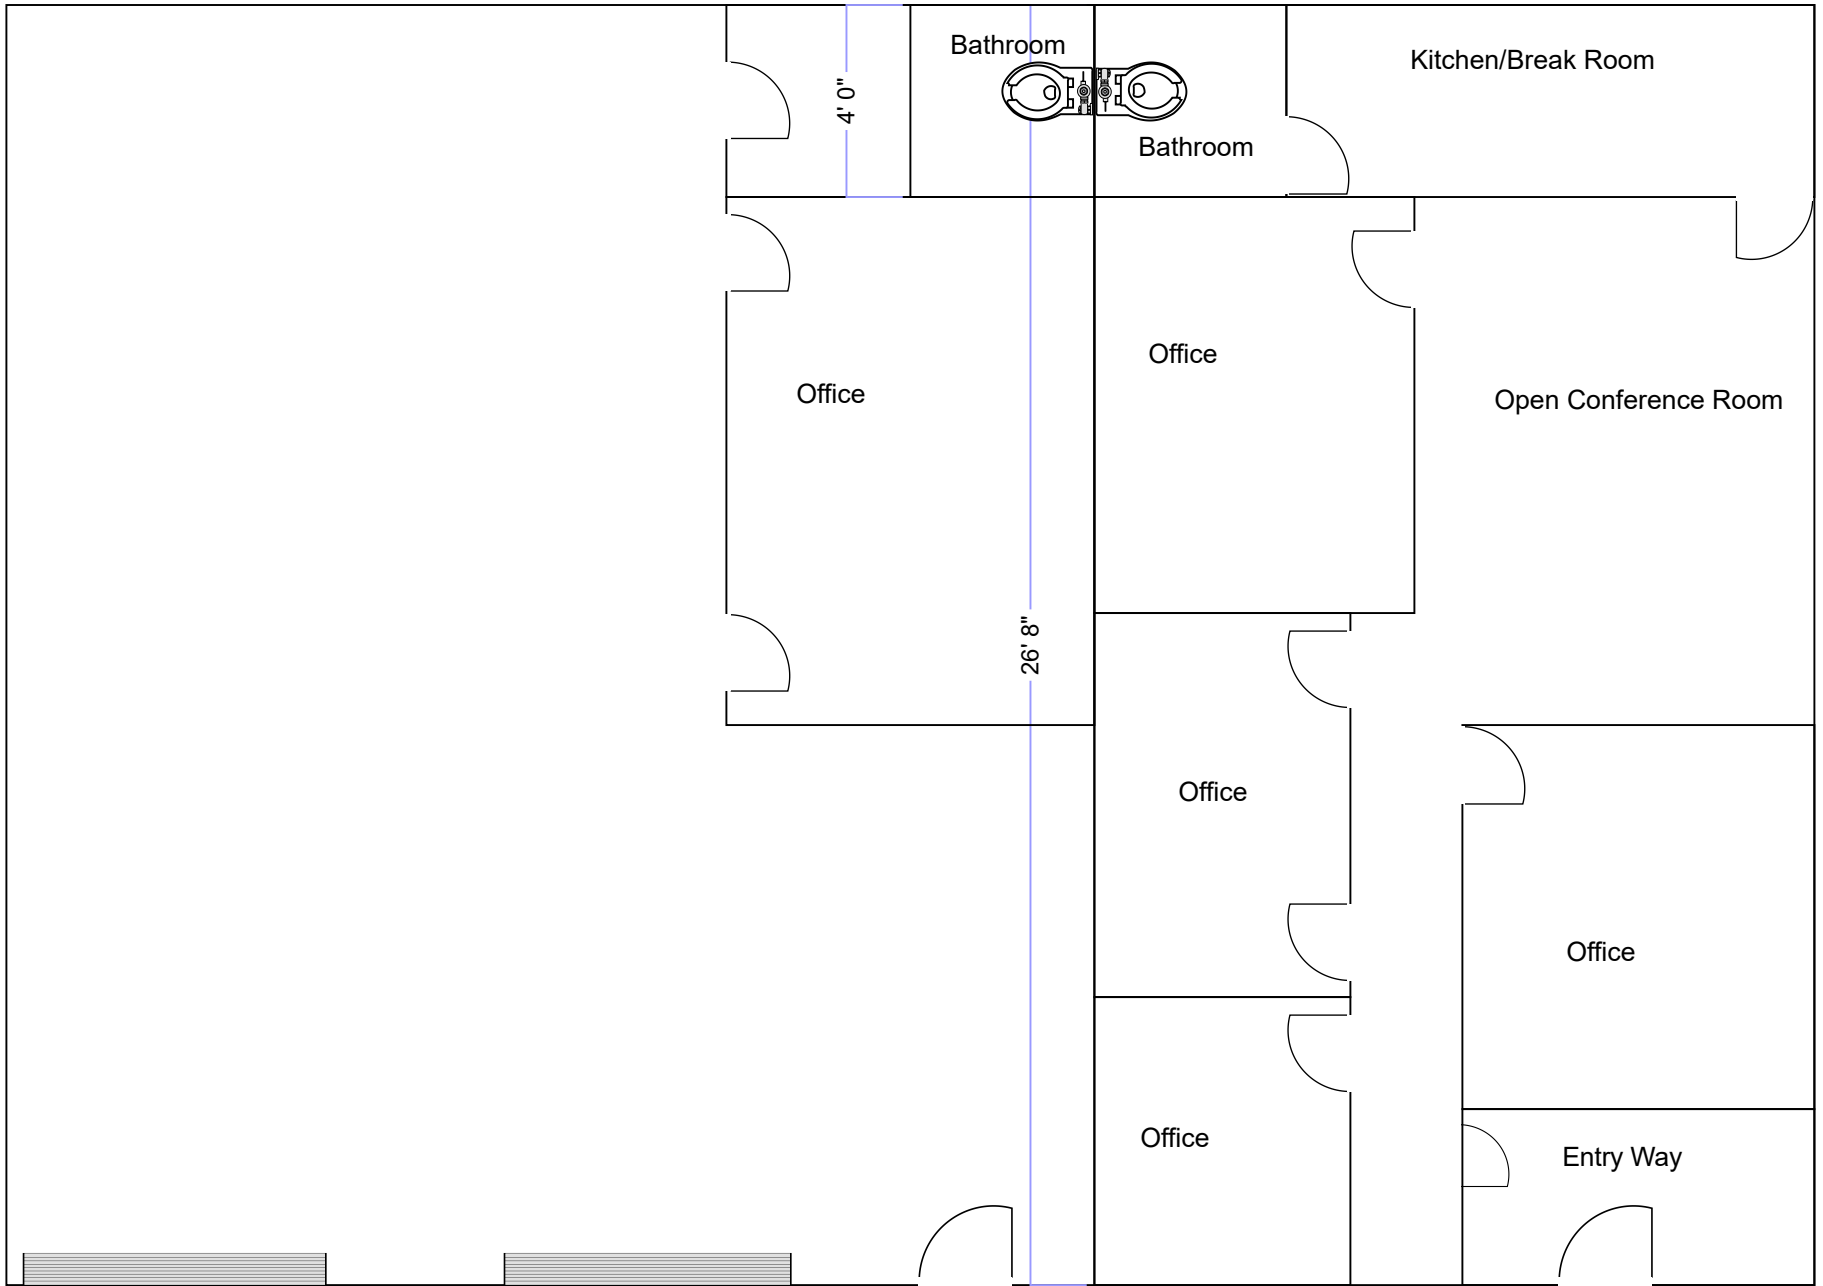 Bathroom
Kitchen/Break Room
4' 0"
Bathroom
Office
Office
Open Conference Room
26' 8"
Office
Office
Office
Entry Way